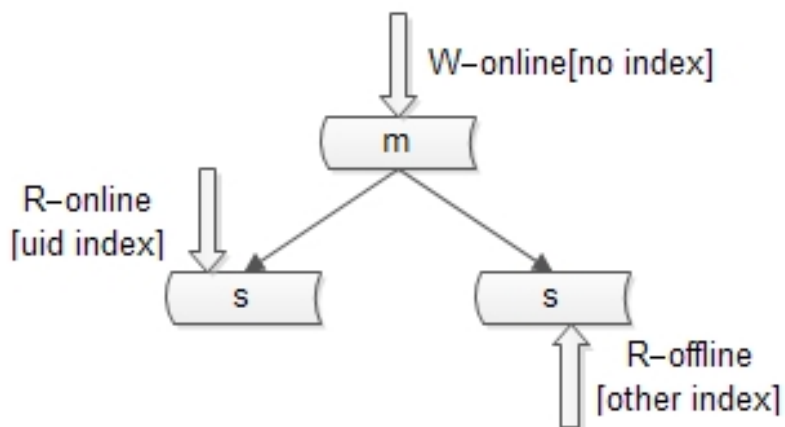 W-online[no index]
m
R-online
[uid index]
s
s
R-offline
[other index]